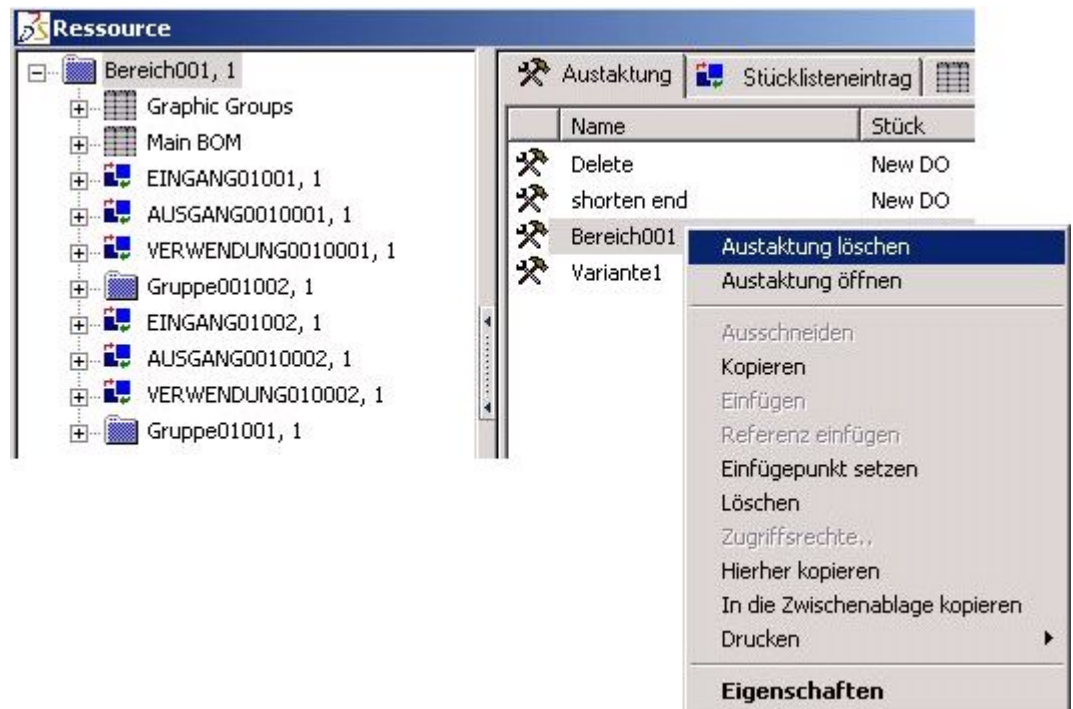 Ressource
Bereich001, 1
Graphic Groups
Main BOM
EINGANG01001, 1
AUSGANG0010001, 1
VERWENDUNG0010001, 1
Gruppe001002, 1
EINGANG01002, 1
AUSGANG0010002, 1
VERWENDUNG010002, 1
Gruppe01001, 1
Austaktung Stücklisteneintrag
Name Stück
Delete New DO
shorten end New DO
Bereich001
Variante1
Austaktung löschen
Austaktung öffnen
Ausschneiden
Kopieren
Einfügen
Referenz einfügen
Einfügepunkt setzen
Löschen
Zugriffsrechte..
Hierher kopieren
In die Zwischenablage kopieren
Drucken
Eigenschaften